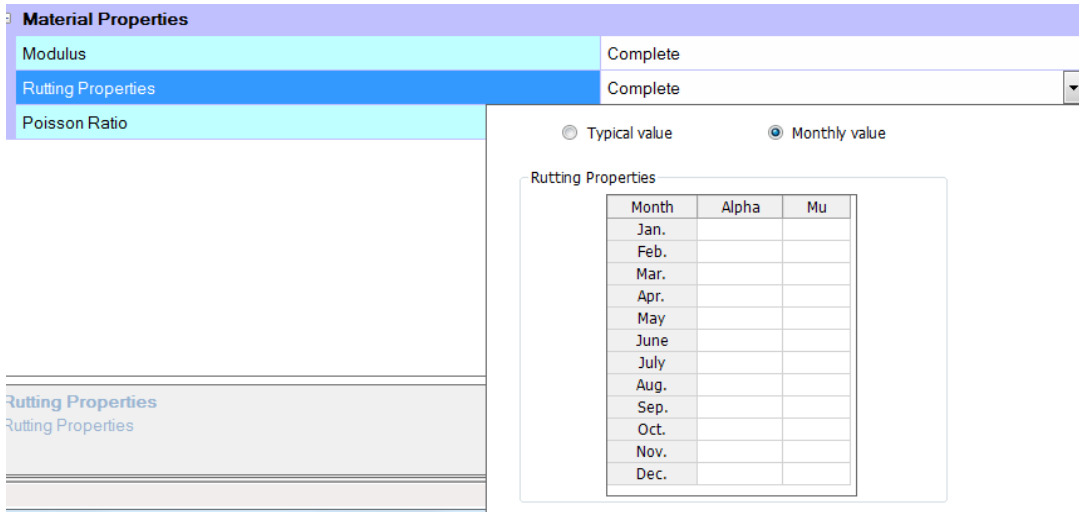 Material Properties
Modulus Complete
Rutting Properties Complete
Poisson Ratio
Typical value Monthly value
Rutting Properties
Month Alpha Mu
Jan.
Feb.
Mar.
Apr.
May
June
July
Aug.
Sep.
Oct.
Nov.
Dec.
Rutting Properties
Rutting Properties